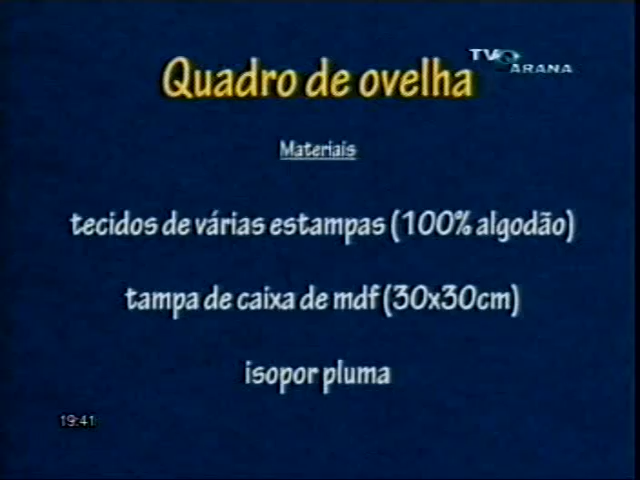 TV
ARANA
Quadro de ovelha
Materiais
tecidos de várias estampas (100% algodão)
tampa de caixa de mdf (30x30cm)
isopor pluma
19:41